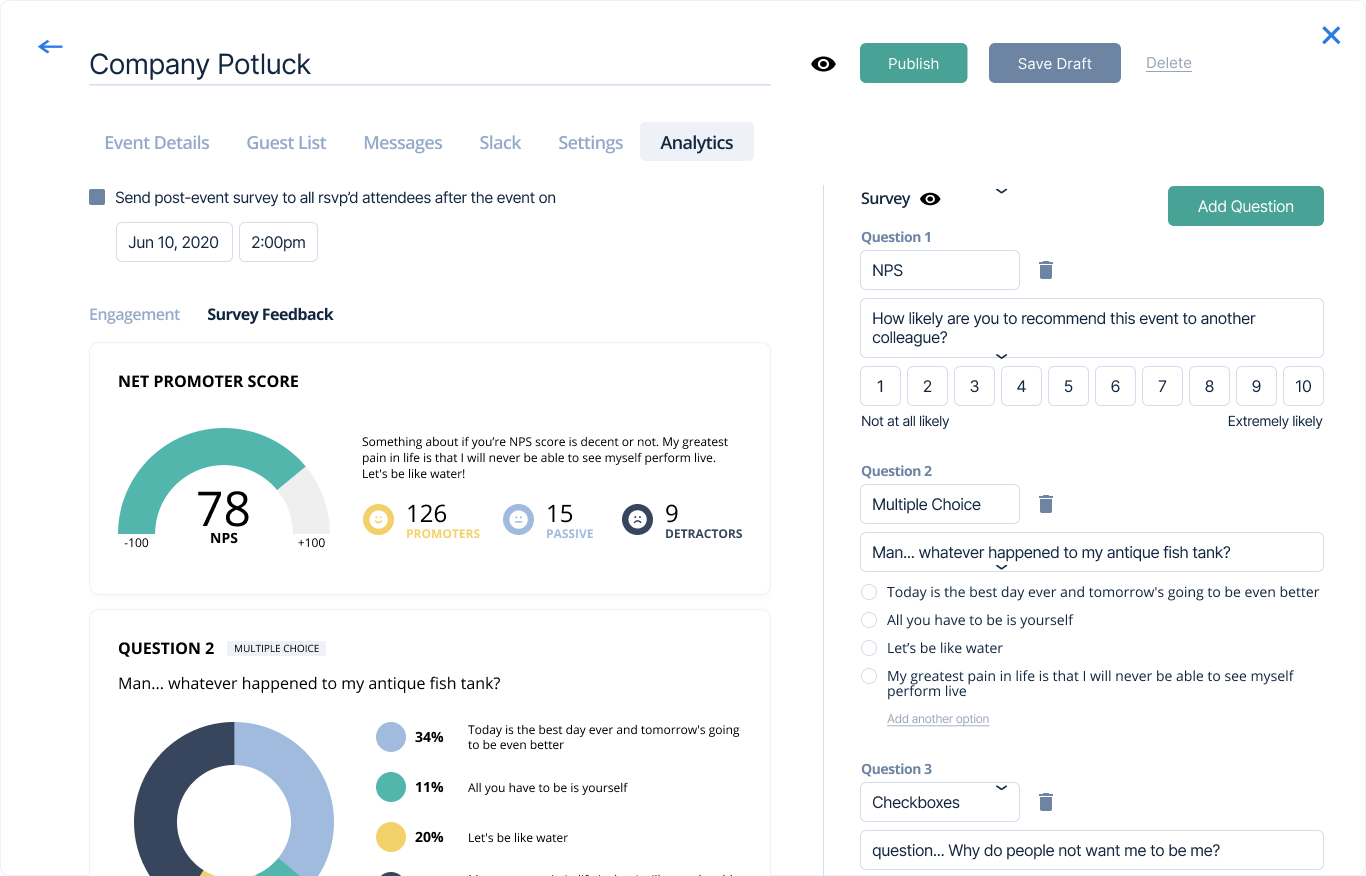 Company Potluck
Publish
Save Draft
Delete
Event Details
Guest List
Messages
Slack
Settings
Analytics
Send post-event survey to all rsvp’d attendees after the event on
Jun 10, 2020
2:00pm
Engagement
Survey Feedback
NET PROMOTER SCORE
78
NPS
-100
+100
Something about if you’re NPS score is decent or not. My greatest
pain in life is that I will never be able to see myself perform live.
Let's be like water!
126
PROMOTERS
15
PASSIVE
9
DETRACTORS
QUESTION 2
MULTIPLE CHOICE
Man... whatever happened to my antique fish tank?
34%
Today is the best day ever and tomorrow's going
to be even better
11%
All you have to be is yourself
20%
Let's be like water
Survey
Add Question
Question 1
NPS
How likely are you to recommend this event to another
colleague?
1
2
3
4
5
6
7
8
9
10
Not at all likely
Extremely likely
Question 2
Multiple Choice
Man... whatever happened to my antique fish tank?
Today is the best day ever and tomorrow's going to be even better
All you have to be is yourself
Let’s be like water
My greatest pain in life is that I will never be able to see myself
perform live
Add another option
Question 3
Checkboxes
question... Why do people not want me to be me?